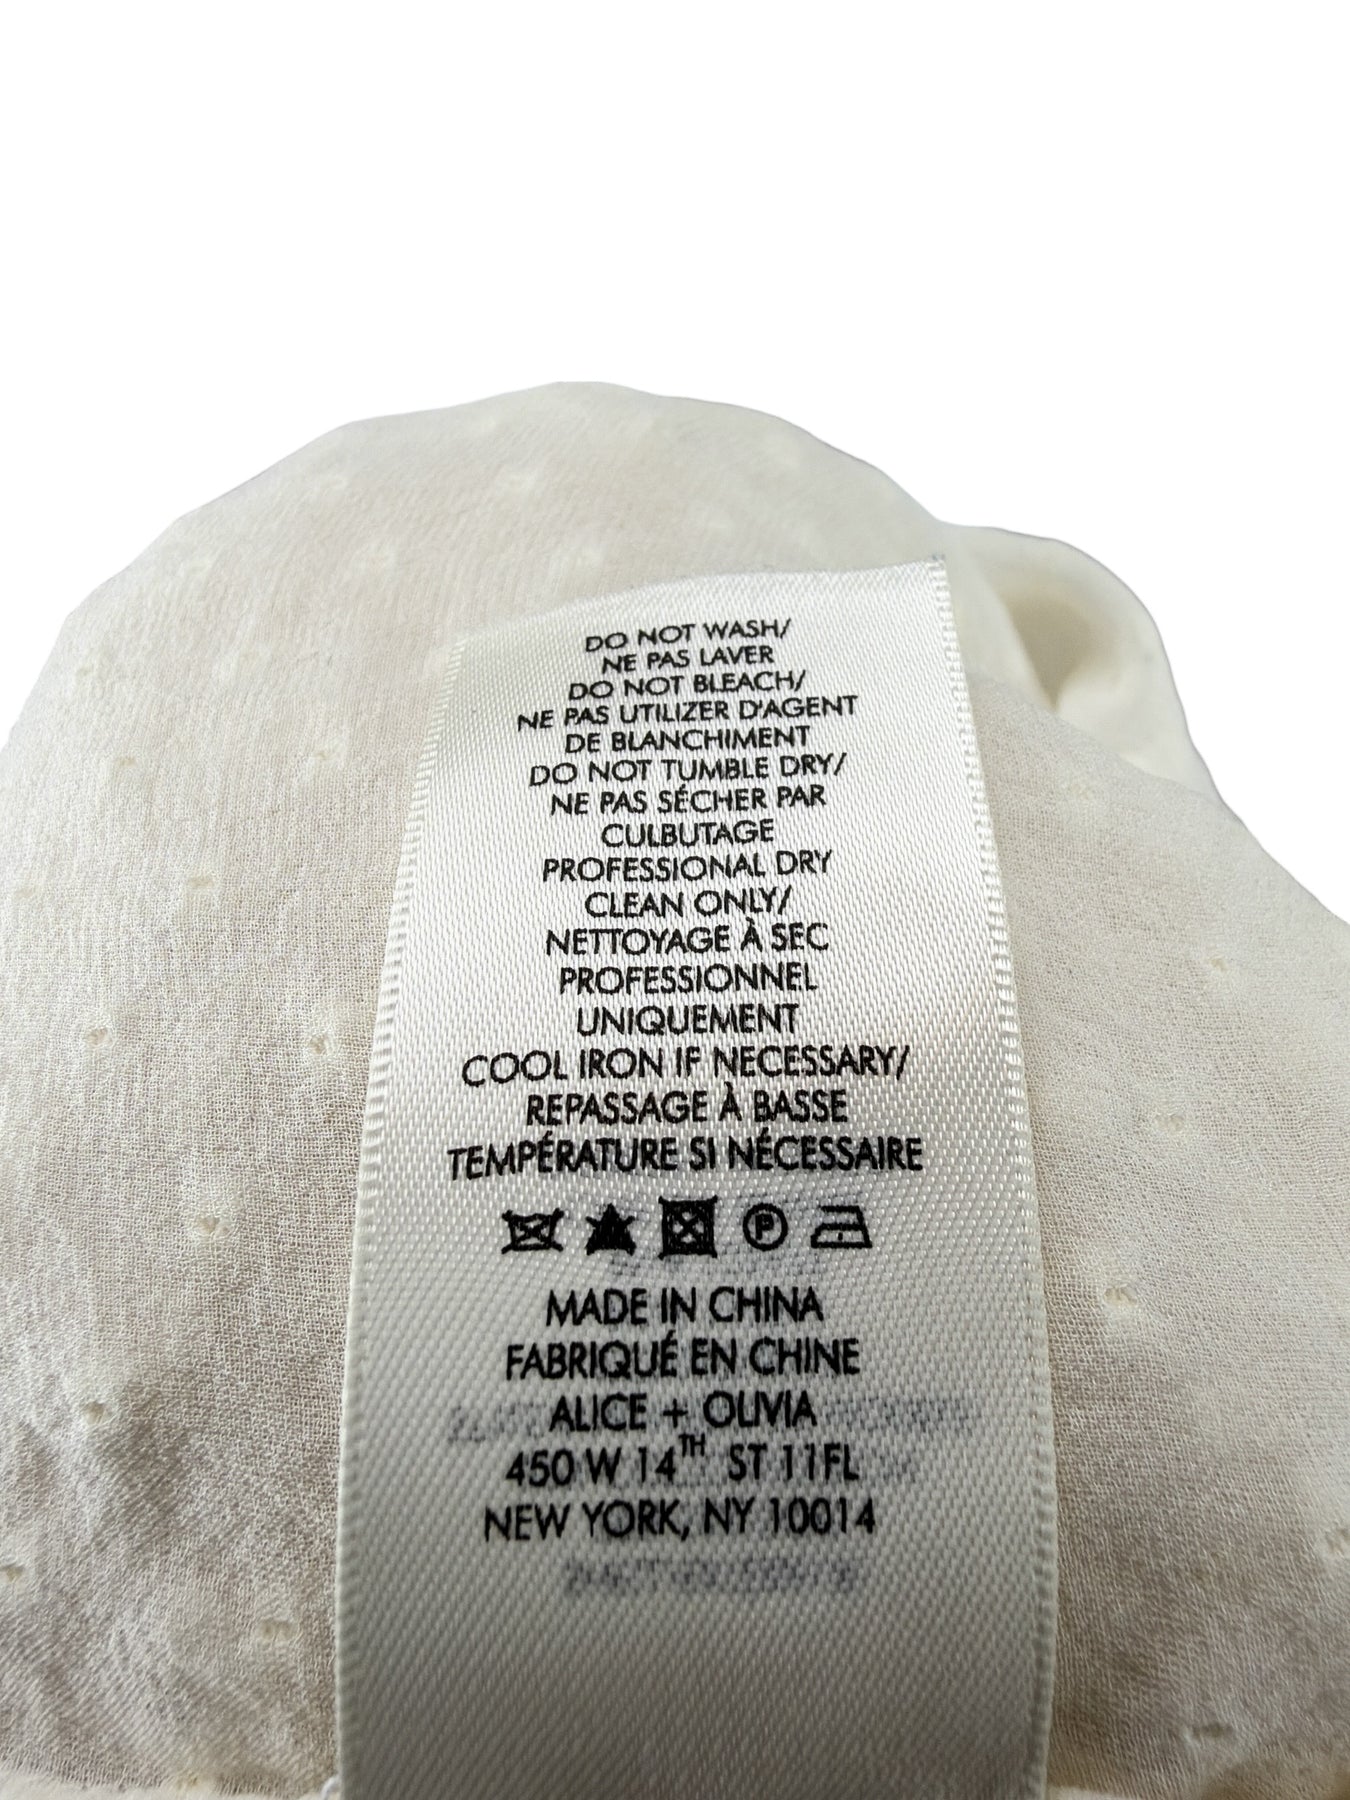 DO NOT WASH/
NE PAS LAVER
DO NOT BLEACH/
NE PAS UTILIZER D'AGENT
DE BLANCHIMENT
DO NOT TUMBLE DRY/
NE PAS SÉCHER PAR
CULBUTAGE
PROFESSIONAL DRY
CLEAN ONLY/
NETTOYAGE À SEC
PROFESSIONNEL
UNIQUEMENT
COOL IRON IF NECESSARY/
REPASSAGE À BASSE
TEMPÉRATURE SI NÉCESSAIRE
P
MADE IN CHINA
FABRIQUÉ EN CHINE
ALICE + OLIVIA
450 W 14TH ST 11FL
NEW YORK, NY 10014